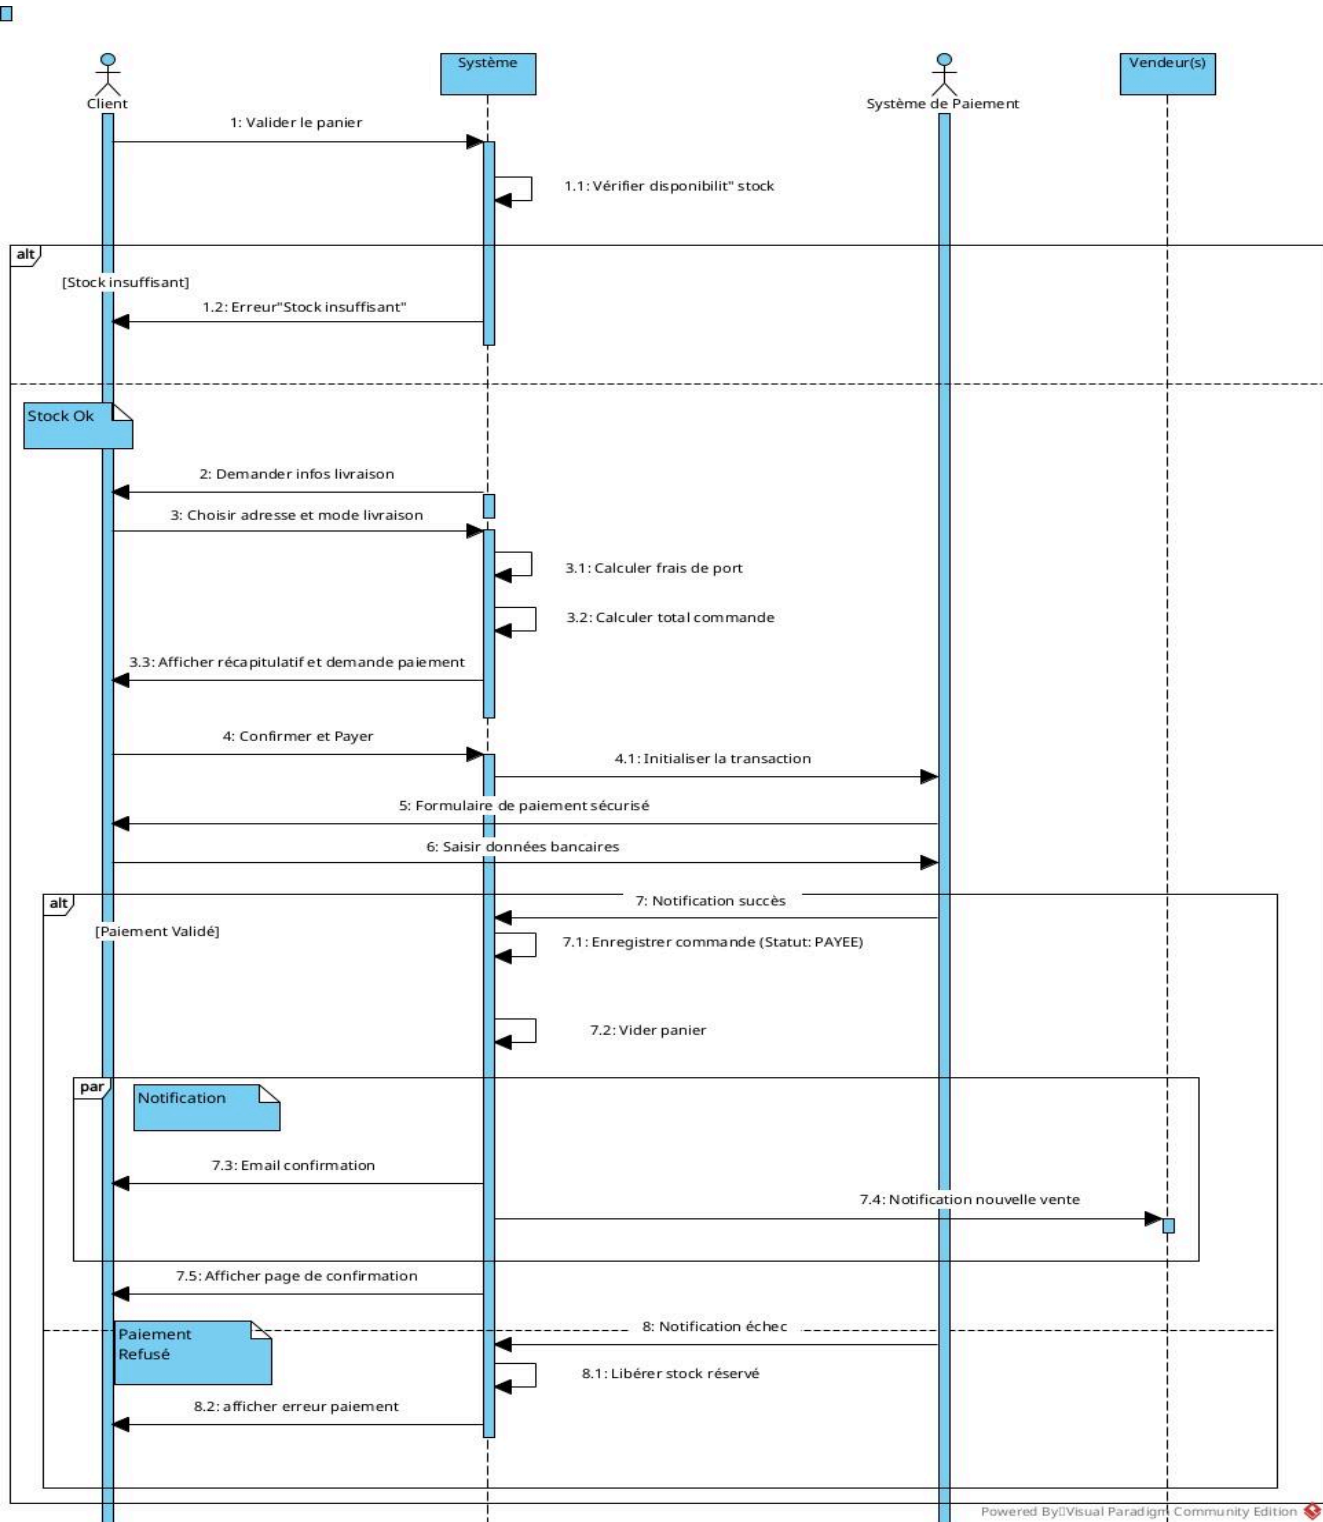 Système
Vendeur(s)
Client
Système de Paiement
1: Valider le panier
1.1: Vérifier disponibilit" stock
alt
[Stock insuffisant]
1.2: Erreur"Stock insuffisant"
Stock Ok
2: Demander infos livraison
3: Choisir adresse et mode livraison
3.1: Calculer frais de port
3.2: Calculer total commande
3.3: Afficher récapitulatif et demande paiement
4: Confirmer et Payer
4.1: Initialiser la transaction
5: Formulaire de paiement sécurisé
6: Saisir données bancaires
alt
7: Notification succès
[Paiement Validé]
7.1: Enregistrer commande (Statut: PAYEE)
7.2: Vider panier
par
Notification
7.3: Email confirmation
7.4: Notification nouvelle vente
7.5: Afficher page de confirmation
8: Notification échec
Paiement
Refusé
8.1: Libérer stock réservé
8.2: afficher erreur paiement
Powered By▯Visual Paradigm Community Edition